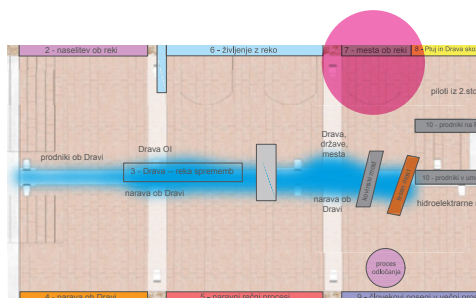 2 - naselitev ob reki
6 - življenje z reko
7 - mesta ob reki
8 - Ptuj in Drava sko
piloti iz 2.sto
10 - prodniki na
Drava OI
Drava,
države,
mesta
prodniki ob Dravi
3 - Drava – reka sprememb
10 - prodniki v um
narava ob Dravi
narava ob
Dravi
hidroelektrarne
proces
odločanja
4 - narava ob Dravi
5 - naravni rečni procesi
9 - človekovi posegi v večni pro